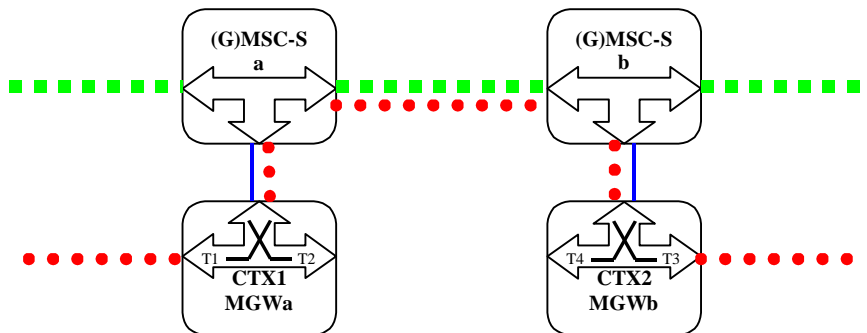 (G)MSC-S
a
(G)MSC-S
b
T1
T2
CTX1
MGWa
T4
T3
CTX2
MGWb